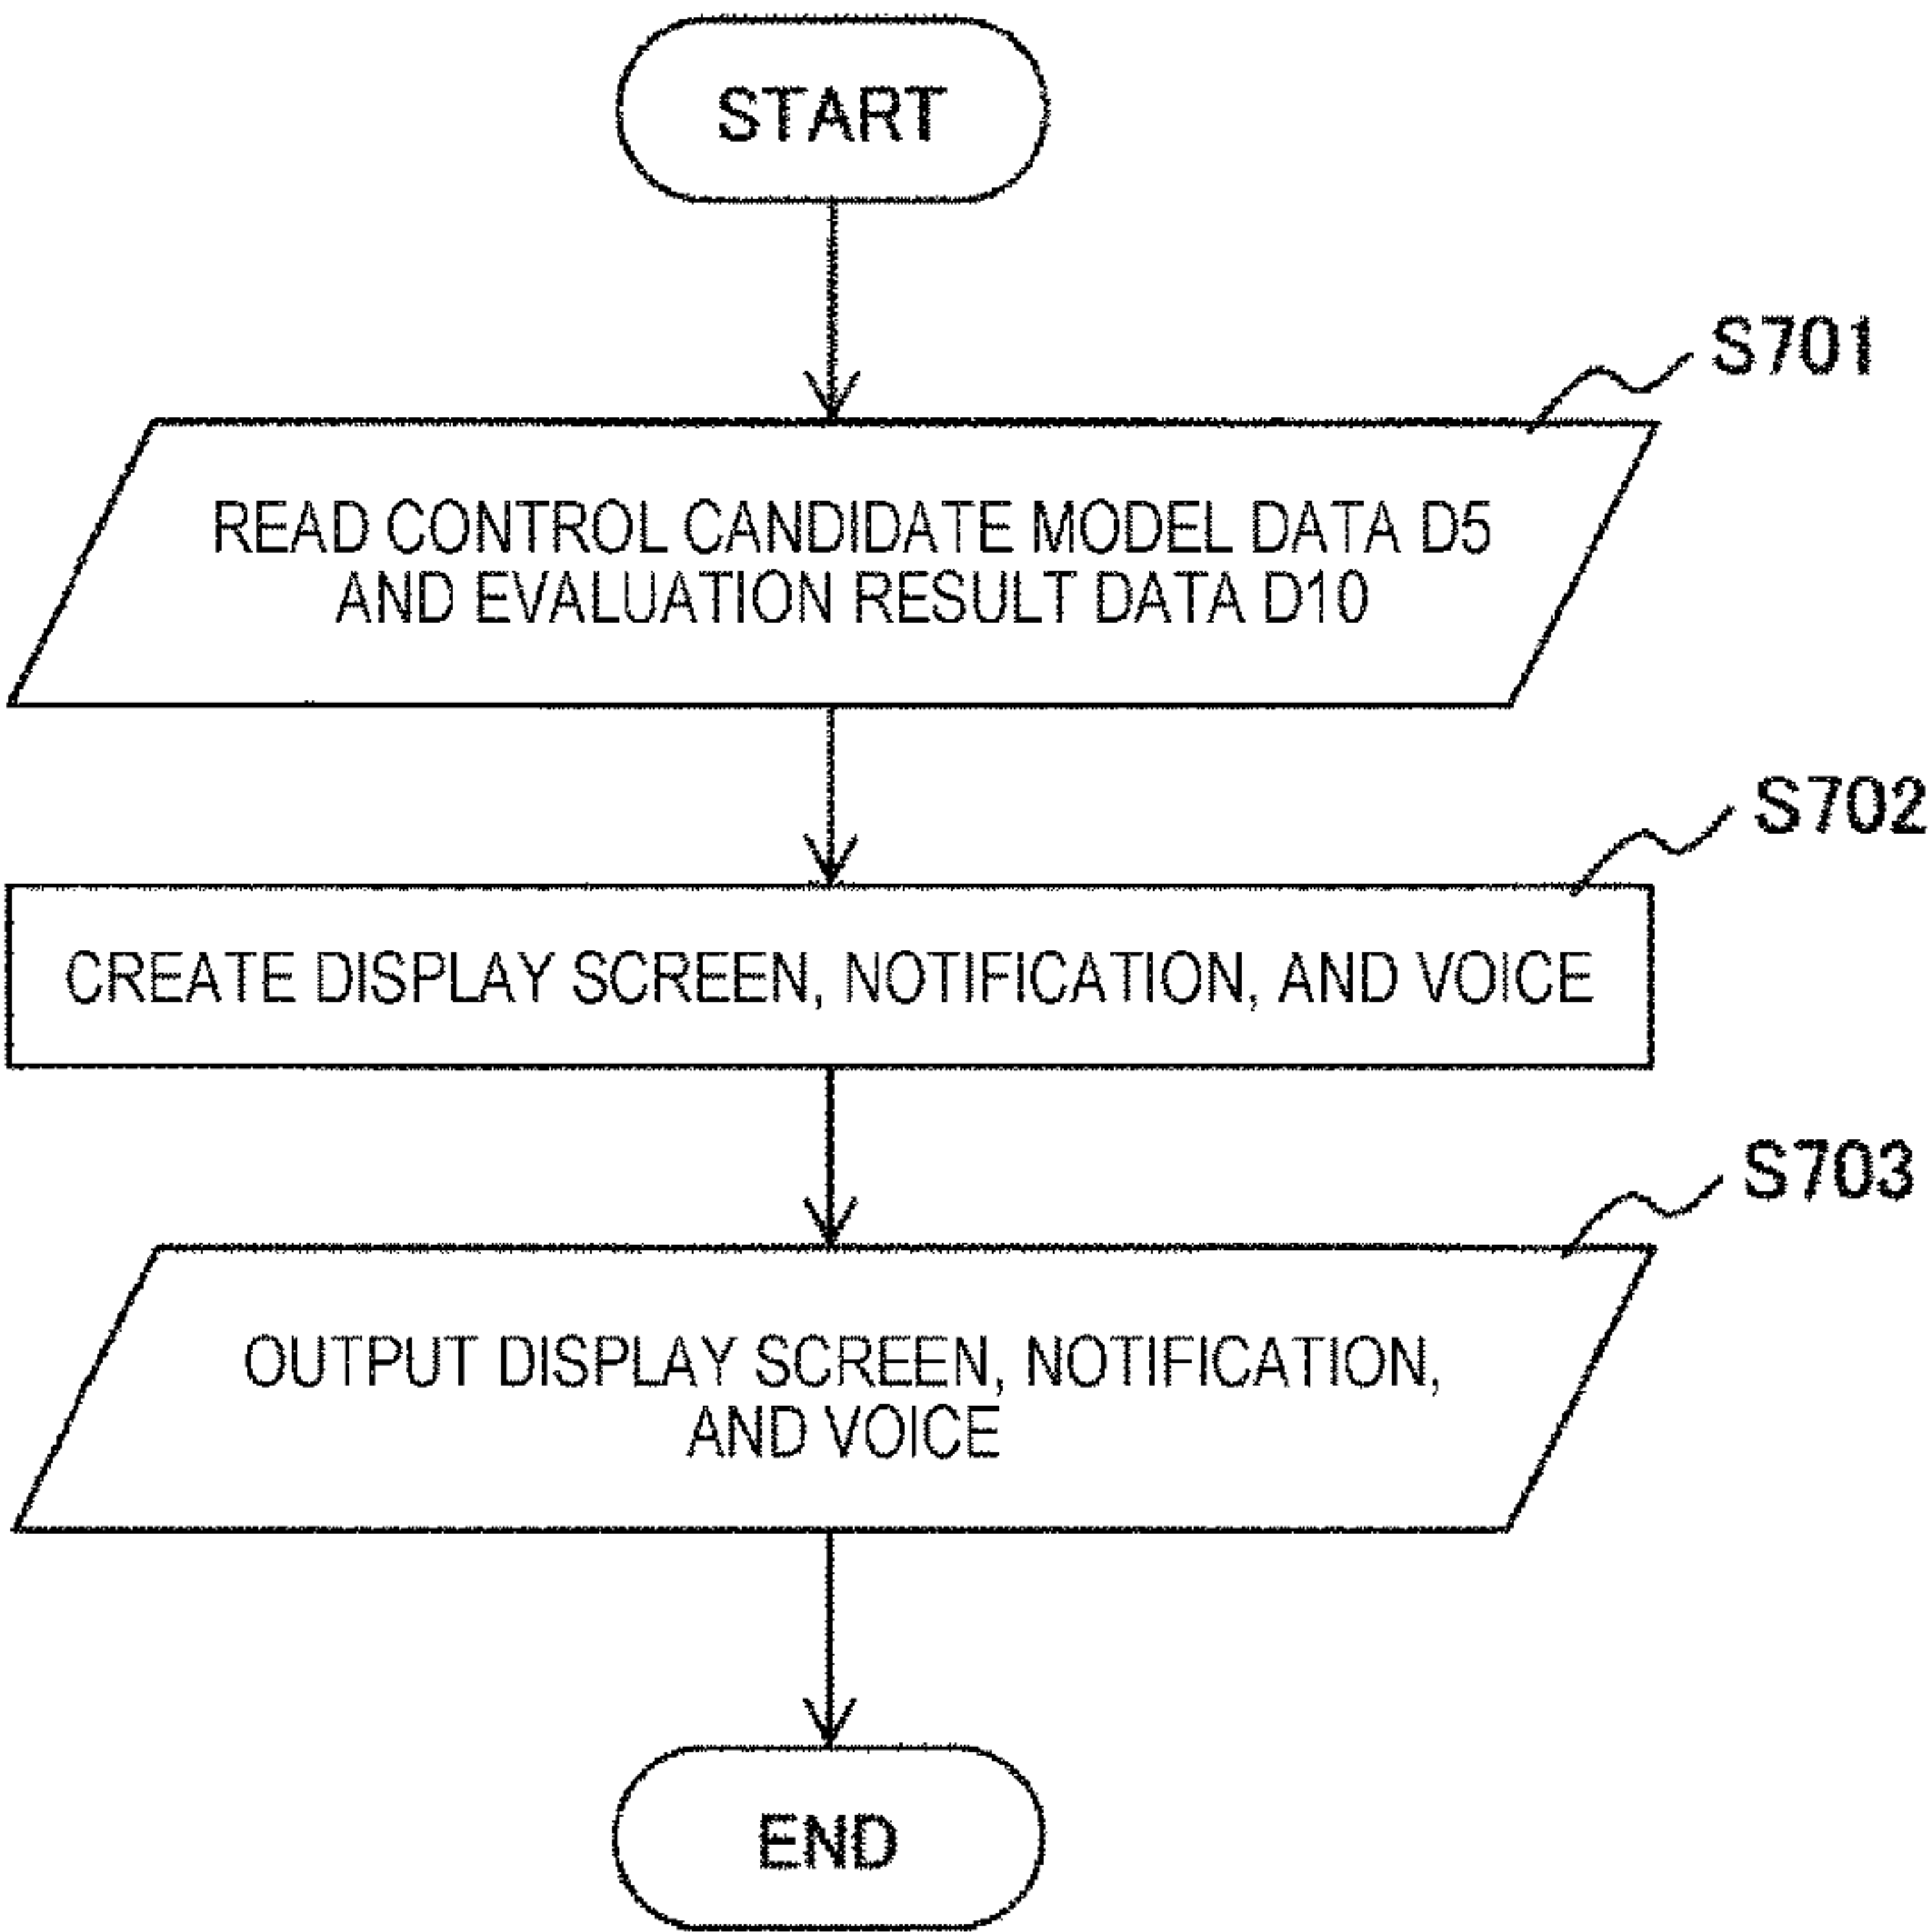 START
S701
READ CONTROL CANDIDATE MODEL DATA D5
AND EVALUATION RESULT DATA D10
S702
CREATE DISPLAY SCREEN, NOTIFICATION, AND VOICE
S703
OUTPUT DISPLAY SCREEN, NOTIFICATION,
AND VOICE
END